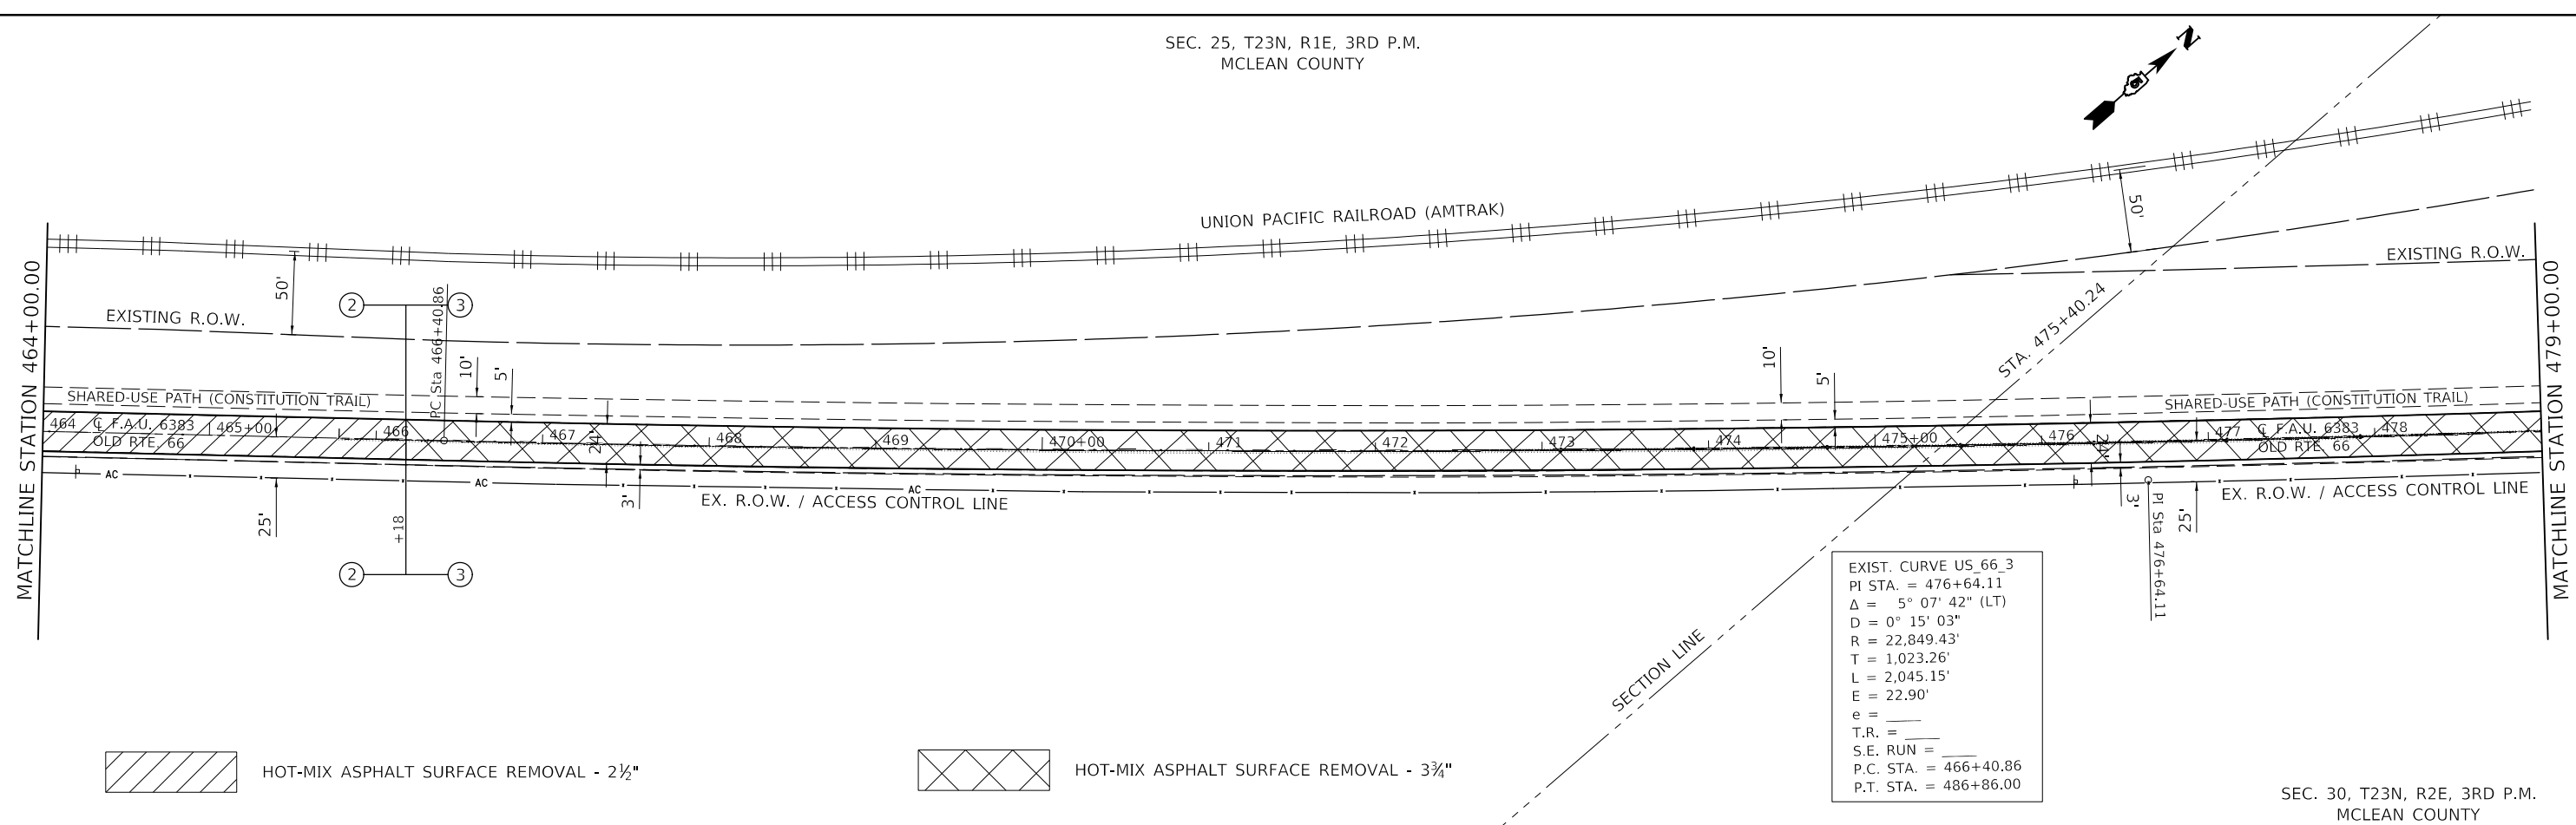 SEC. 25, T23N, R1E, 3RD P.M.
MCLEAN COUNTY
N
UNION PACIFIC RAILROAD (AMTRAK)
50'
50'
EXISTING R.O.W.
EXISTING R.O.W.
MATCHLINE STATION 464+00.00
MATCHLINE STATION 479+00.00
2
3
PC Sta 466+40.86
10'
5'
10'
5'
STA. 475+40.24
SHARED-USE PATH (CONSTITUTION TRAIL)
SHARED-USE PATH (CONSTITUTION TRAIL)
464
℄ F.A.U. 6383
OLD RTE. 66
465+00
466
467
24'
468
469
470+00
471
472
473
474
475+00
476
24'
477
℄ F.A.U. 6383
OLD RTE. 66
478
AC
AC
AC
25'
+18
3'
EX. R.O.W. / ACCESS CONTROL LINE
3'
PI Sta 476+64.11
25'
EX. R.O.W. / ACCESS CONTROL LINE
2
3
SECTION LINE
EXIST. CURVE US_66_3
PI STA. = 476+64.11
Δ = 5° 07' 42" (LT)
D = 0° 15' 03"
R = 22,849.43'
T = 1,023.26'
L = 2,045.15'
E = 22.90'
e = ____
T.R. = ____
S.E. RUN = ____
P.C. STA. = 466+40.86
P.T. STA. = 486+86.00
HOT-MIX ASPHALT SURFACE REMOVAL - 2½"
HOT-MIX ASPHALT SURFACE REMOVAL - 3¾"
SEC. 30, T23N, R2E, 3RD P.M.
MCLEAN COUNTY